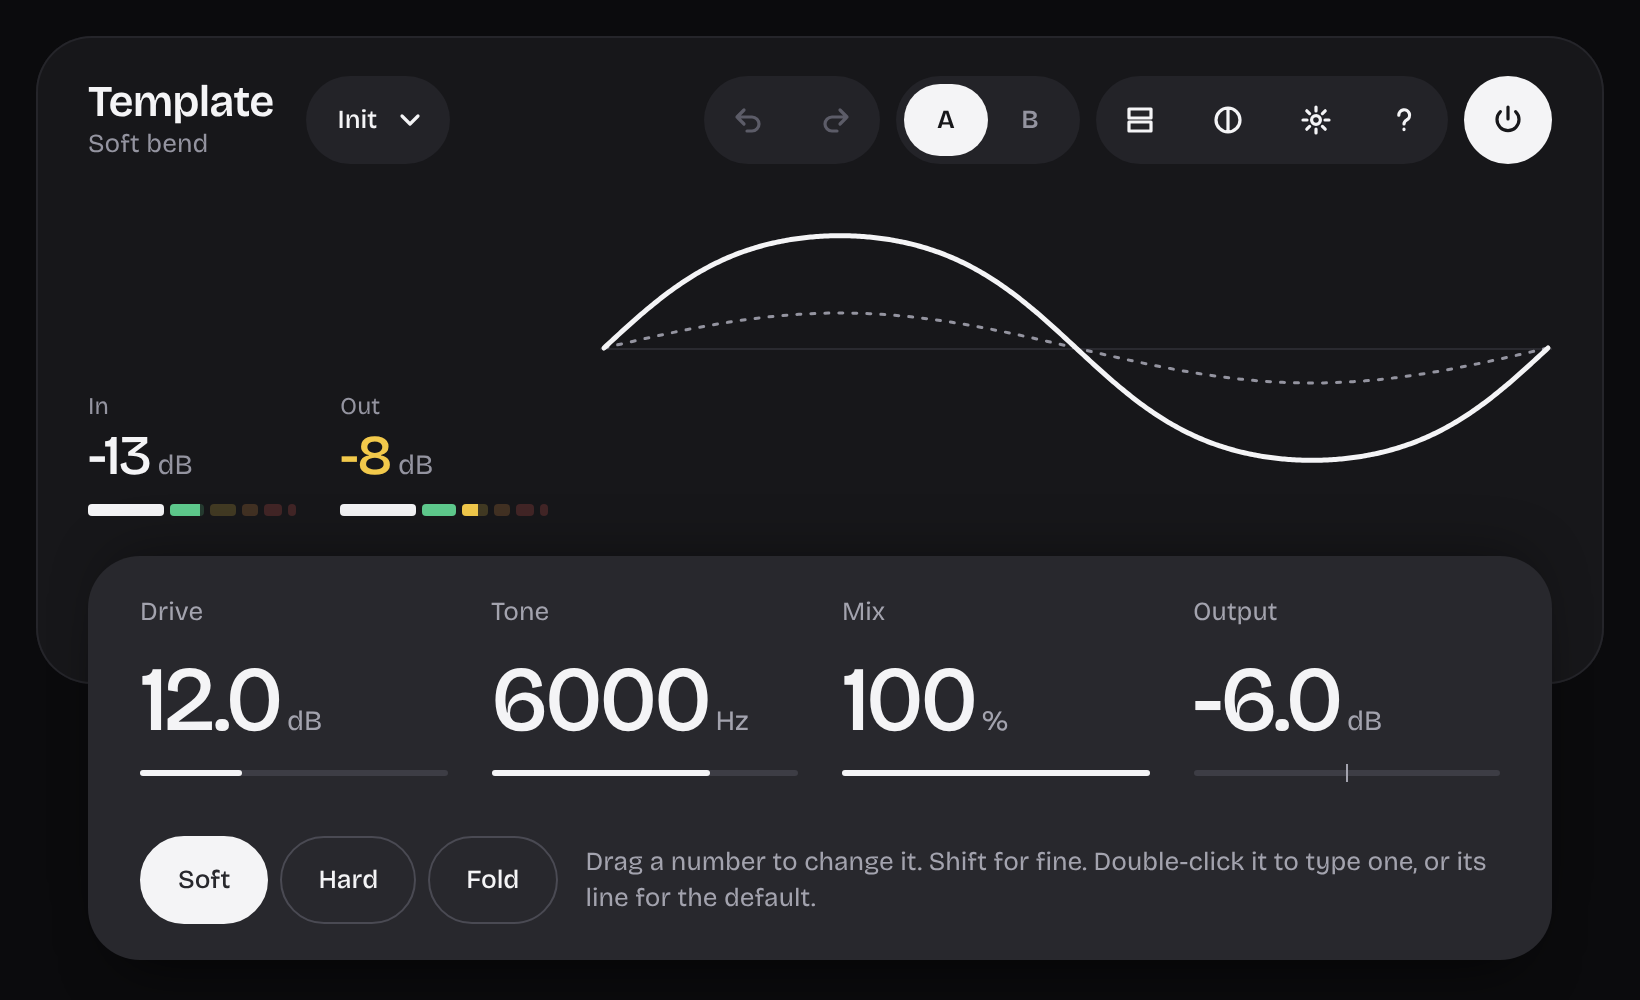 Template
Soft bend
Init
A
B
?
In
-13 dB
Out
-8 dB
Drive
12.0 dB
Tone
6000 Hz
Mix
100 %
Output
-6.0 dB
Soft
Hard
Fold
Drag a number to change it. Shift for fine. Double-click it to type one, or its
line for the default.